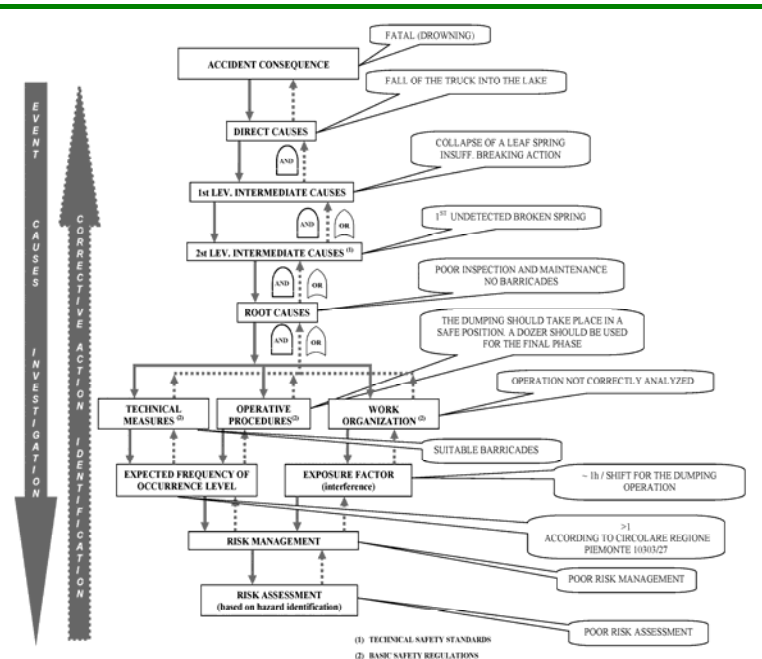 FATAL (DROWNING)
ACCIDENT CONSEQUENCE
FALL OF THE TRUCK INTO THE LAKE
DIRECT CAUSES
AND
COLLAPSE OF A LEAF SPRING
INSUFF. BREAKING ACTION
1st LEV. INTERMEDIATE CAUSES
AND
OR
1ST UNDETECTED BROKEN SPRING
2st LEV. INTERMEDIATE CAUSES (1)
AND
OR
POOR INSPECTION AND MAINTENANCE
NO BARRICADES
ROOT CAUSES
AND
OR
THE DUMPING SHOULD TAKE PLACE IN A
SAFE POSITION. A DOZER SHOULD BE USED
FOR THE FINAL PHASE
OPERATION NOT CORRECTLY ANALYZED
TECHNICAL
MEASURES (2)
OPERATIVE
PROCEDURES(2)
WORK
ORGANIZATION (2)
SUITABLE BARRICADES
EXPECTED FREQUENCY OF
OCCURRENCE LEVEL
EXPOSURE FACTOR
(interference)
~ 1h / SHIFT FOR THE DUMPING
OPERATION
>1
ACCORDING TO CIRCOLARE REGIONE
PIEMONTE 10303/27
RISK MANAGEMENT
POOR RISK MANAGEMENT
RISK ASSESSMENT
(based on hazard identification)
POOR RISK ASSESSMENT
(1) TECHNICAL SAFETY STANDARDS
(2) BASIC SAFETY REGULATIONS
EVENT CAUSES INVESTIGATION
CORRECTIVE ACTION IDENTIFICATION